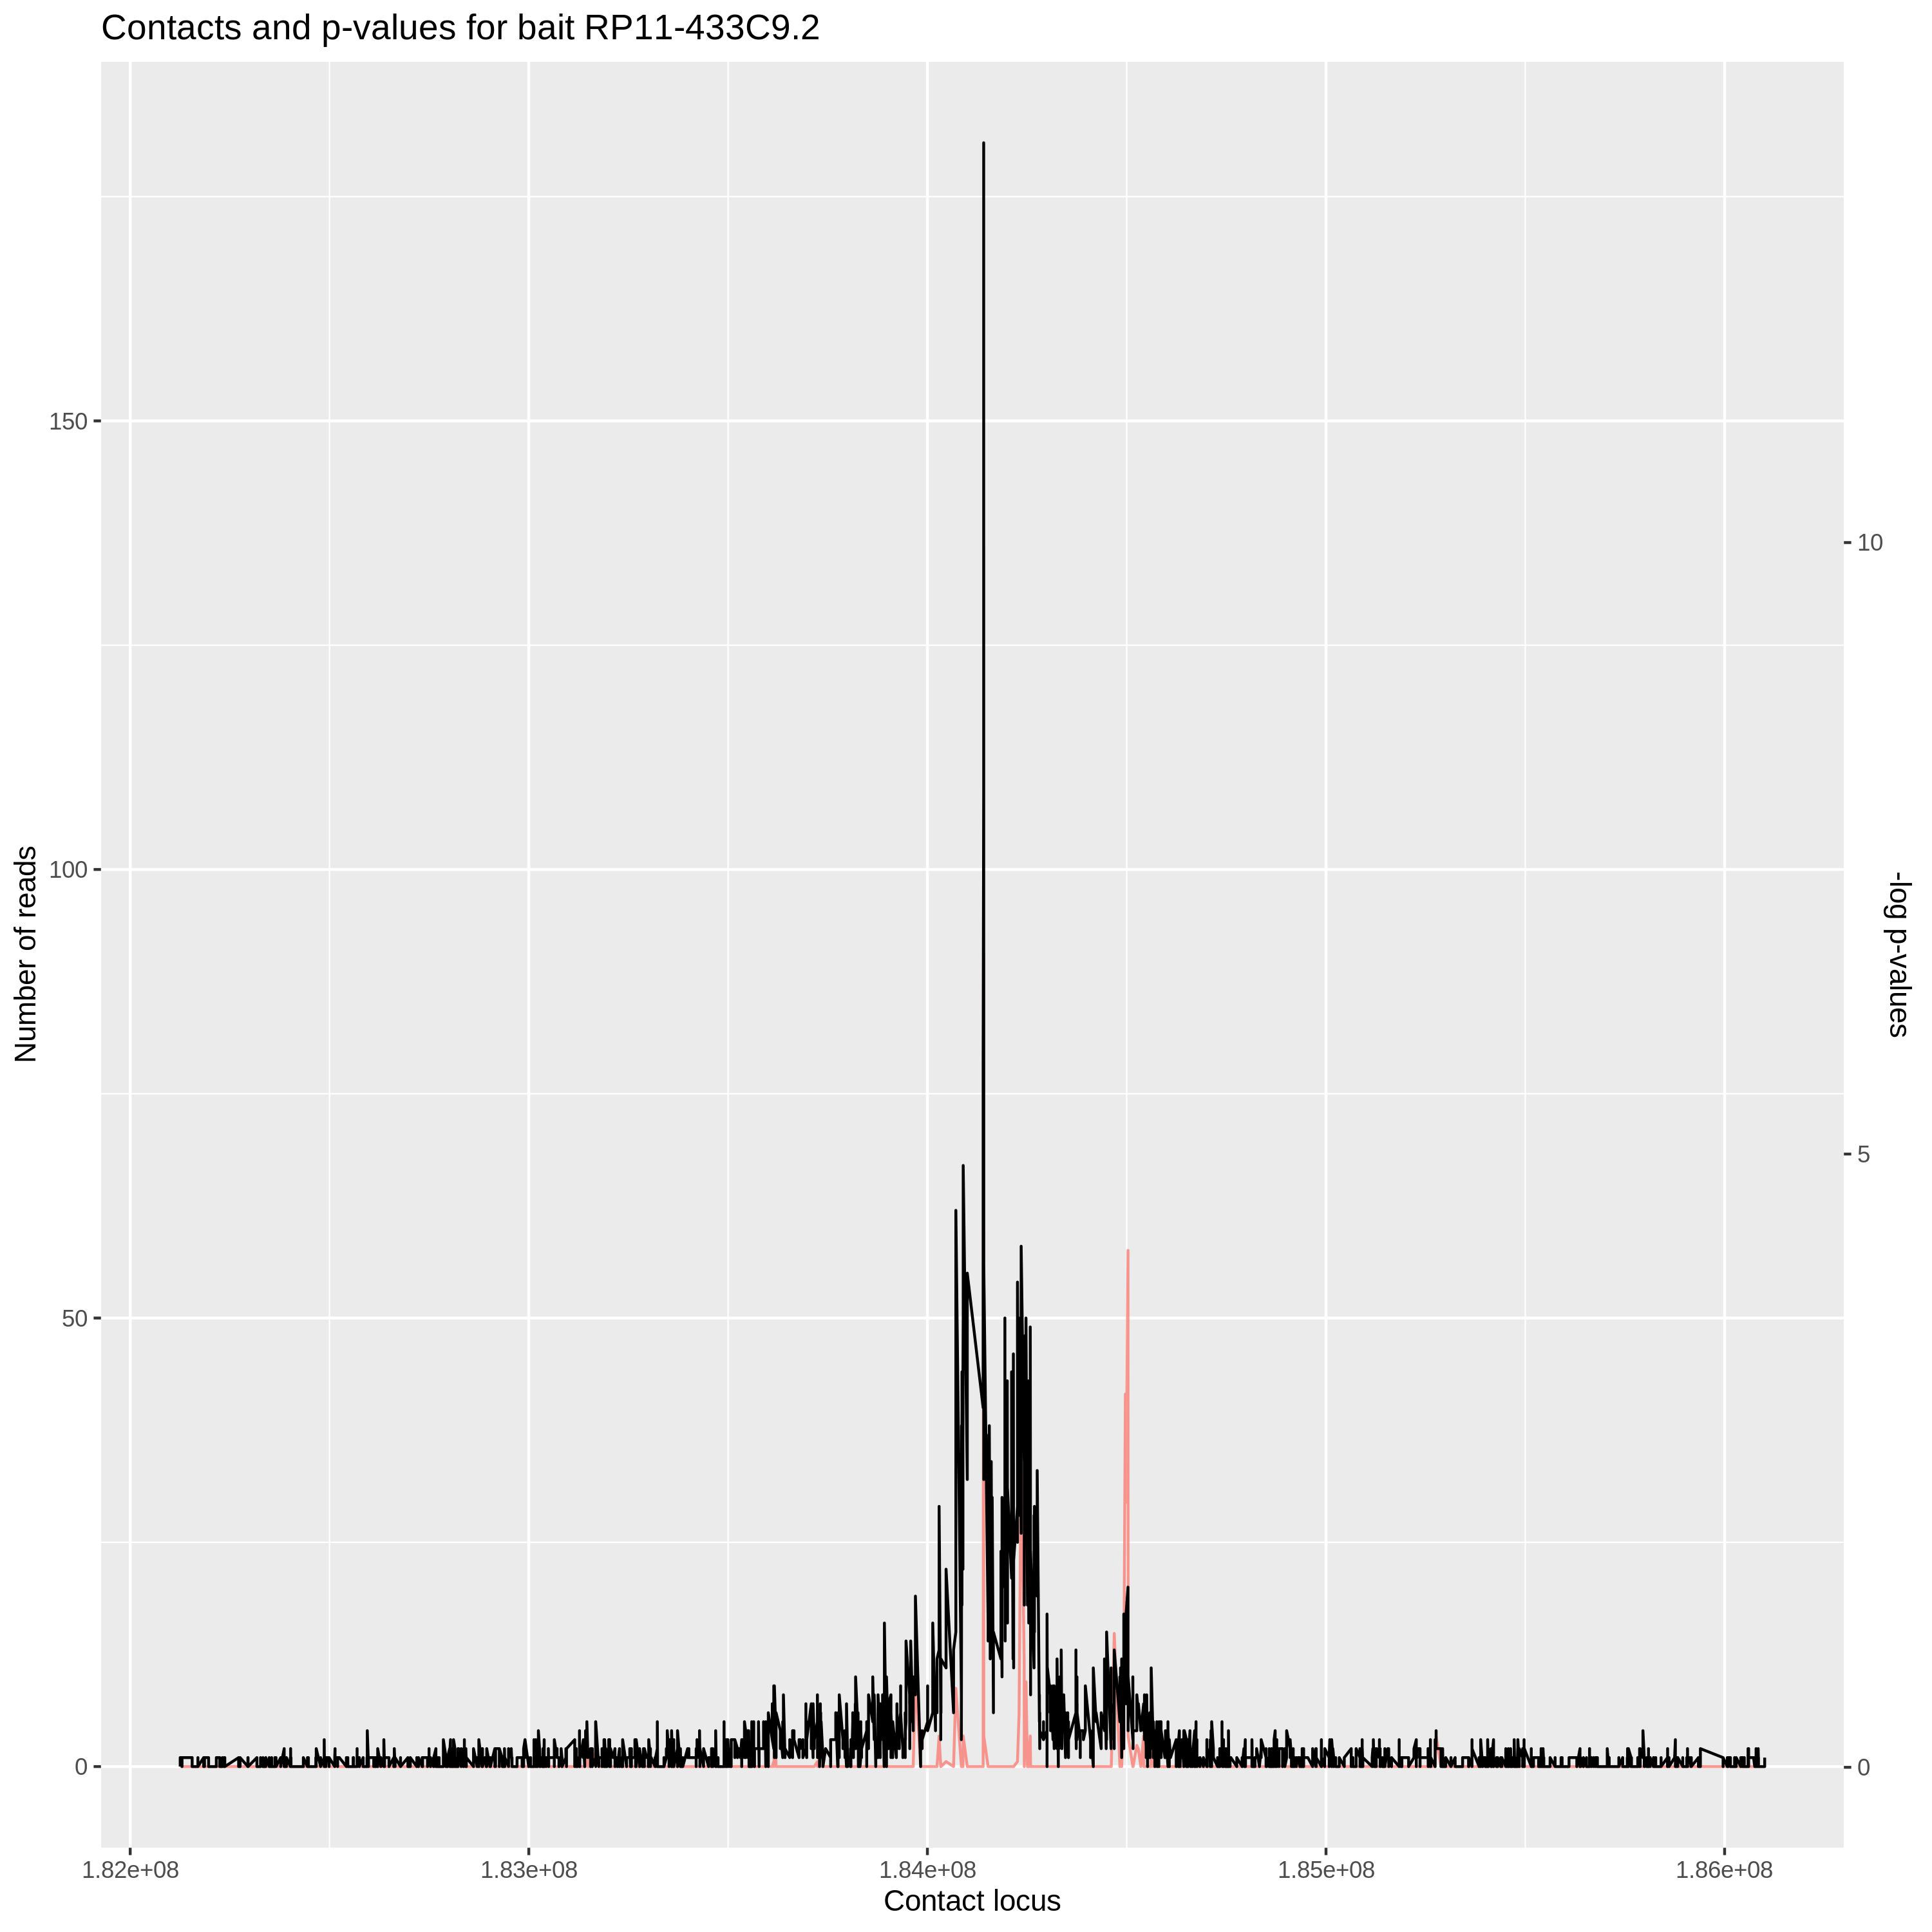 Contacts and p-values for bait RP11-433C9.2
Number of reads
150
100
50
0
10
5
0
-log p-values
1.82e+08
1.83e+08
1.84e+08
1.85e+08
1.86e+08
Contact locus